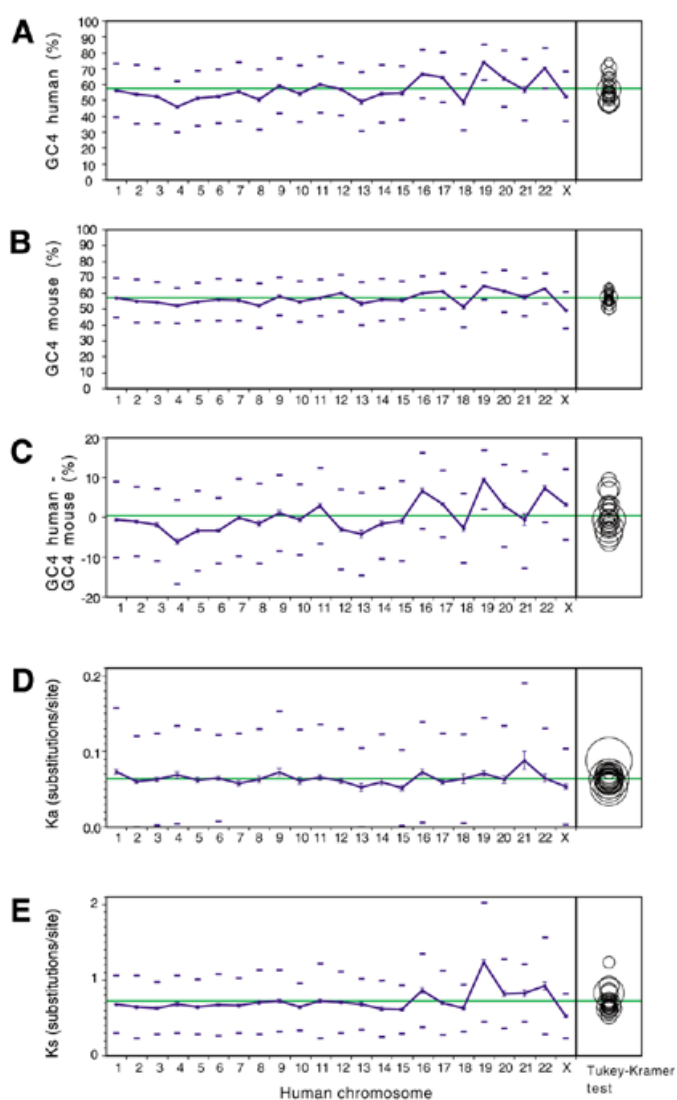 A
GC4 human (%)
100
90
80
70
60
50
40
30
20
10
0
1 2 3 4 5 6 7 8 9 10 11 12 13 14 15 16 17 18 19 20 21 22 X
B
GC4 mouse (%)
100
90
80
70
60
50
40
30
20
10
0
1 2 3 4 5 6 7 8 9 10 11 12 13 14 15 16 17 18 19 20 21 22 X
C
GC4 human -
GC4 mouse (%)
20
10
0
-10
-20
1 2 3 4 5 6 7 8 9 10 11 12 13 14 15 16 17 18 19 20 21 22 X
D
Ka (substitutions/site)
0.2
0.1
0.0
1 2 3 4 5 6 7 8 9 10 11 12 13 14 15 16 17 18 19 20 21 22 X
E
Ks (substitutions/site)
2
1
0
1 2 3 4 5 6 7 8 9 10 11 12 13 14 15 16 17 18 19 20 21 22 X
Human chromosome
Tukey-Kramer
test